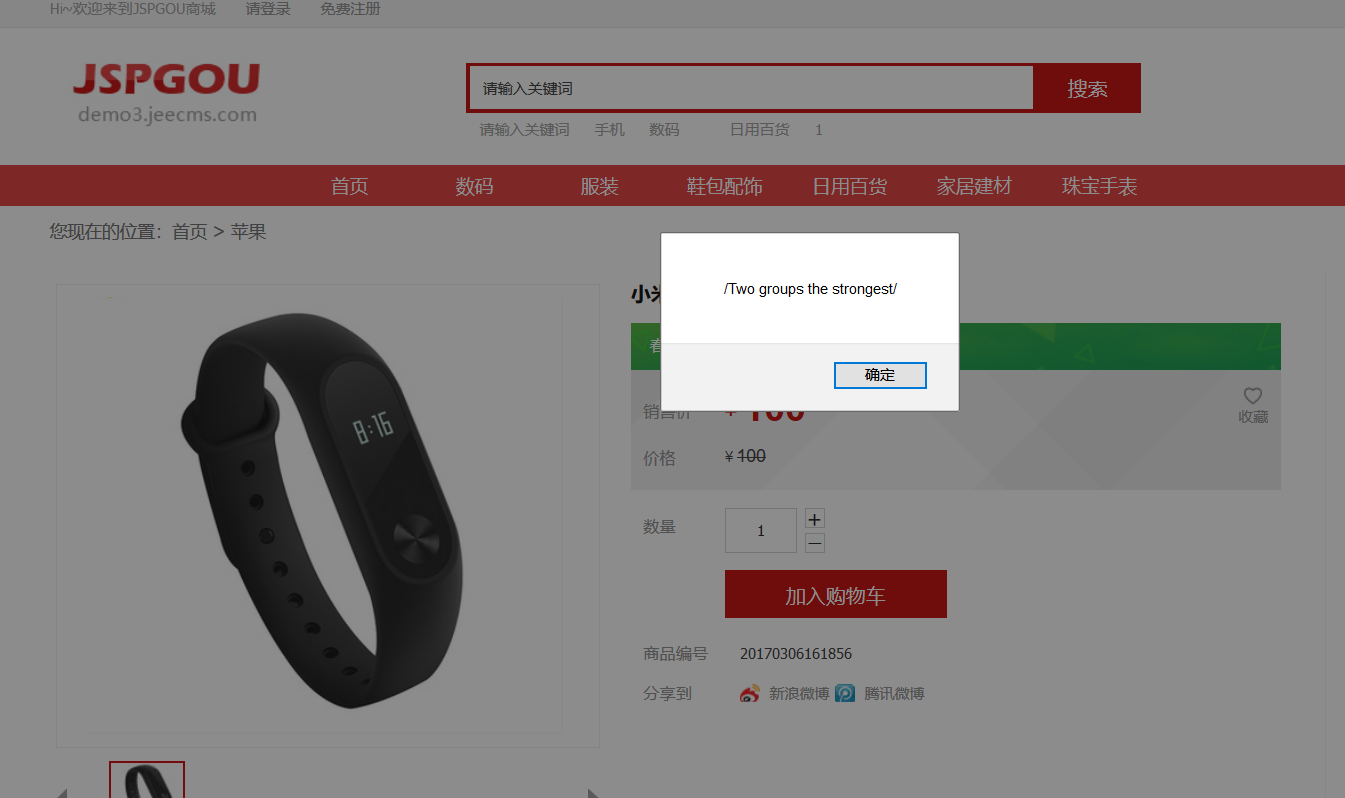 Hi~欢迎来到JSPGOU商城 请登录 免费注册
JSPGOU
demo3.jeecms.com
请输入关键词 搜索
请输入关键词 手机 数码 日用百货 1
首页 数码 服装 鞋包配饰 日用百货 家居建材 珠宝手表
您现在的位置：首页 > 苹果
/Two groups the strongest/
确定
小
销售价 ¥ 100
收藏
价格 ¥ 100
8:16
数量 1
加入购物车
商品编号 20170306161856
分享到 新浪微博 腾讯微博